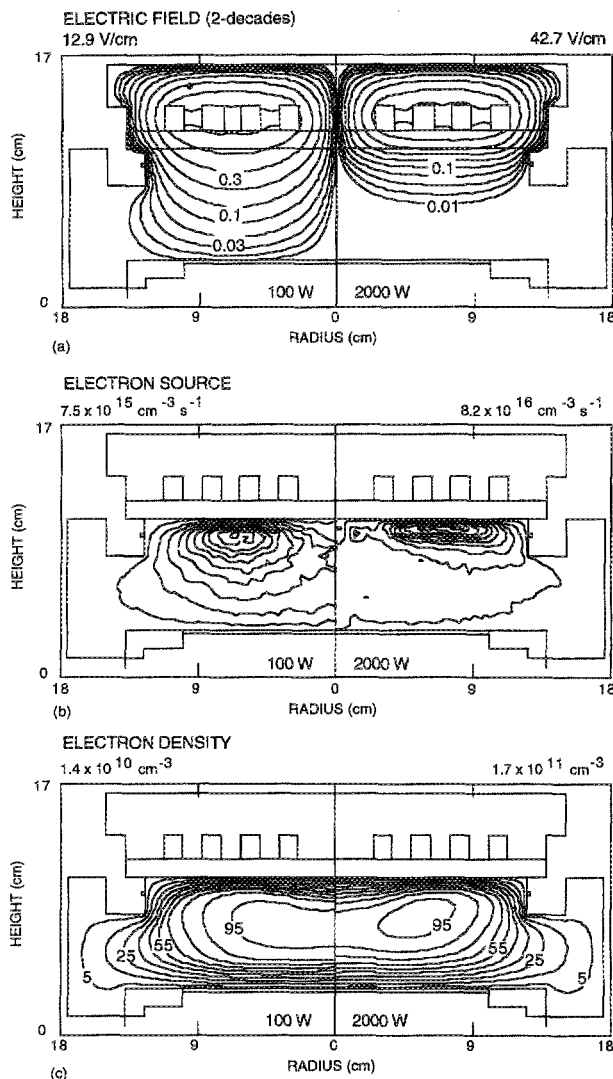 ELECTRIC FIELD (2-decades)
12.9 V/cm 42.7 V/cm
17
HEIGHT (cm)
0.3
0.1
0.03
0.1
0.01
0
100 W 2000 W
18 9 0 9 18
RADIUS (cm)
(a)
ELECTRON SOURCE
7.5 x 10 15 cm -3 s -1 8.2 x 10 16 cm -3 s -1
17
HEIGHT (cm)
0
100 W 2000 W
18 9 0 9 18
RADIUS (cm)
(b)
ELECTRON DENSITY
1.4 x 10 10 cm -3 1.7 x 10 11 cm -3
17
HEIGHT (cm)
95 95
55 55
25 25
5 5
0
100 W 2000 W
18 9 0 9 18
RADIUS (cm)
(c)